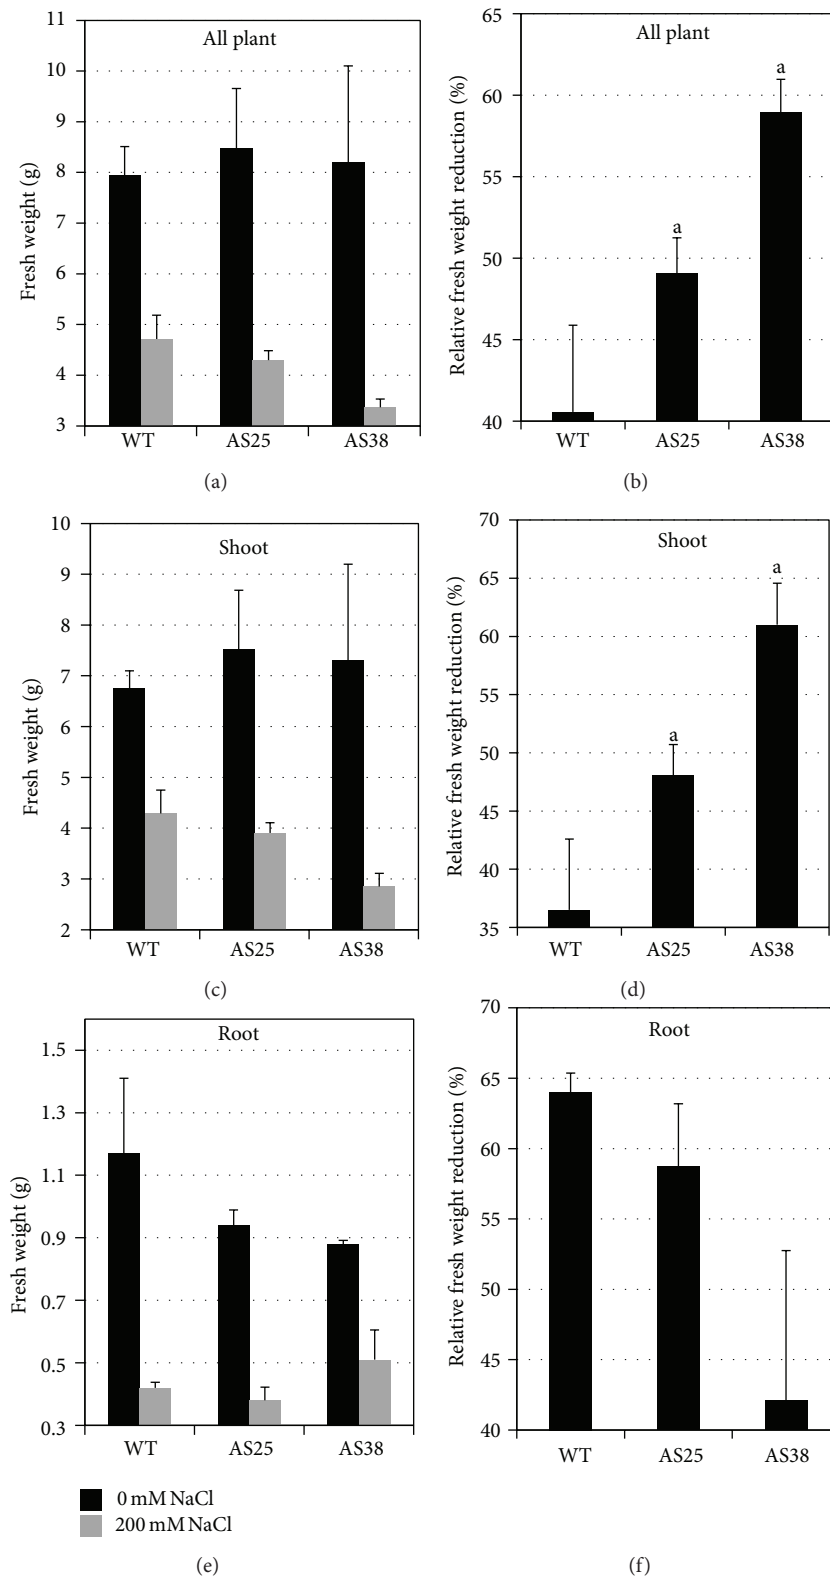 All plant
Fresh weight (g)
11
10
9
8
7
6
5
4
3
WT
AS25
AS38
(a)
All plant
Relative fresh weight reduction (%)
65
60
55
50
45
40
a
a
WT
AS25
AS38
(b)
Shoot
Fresh weight (g)
10
9
8
7
6
5
4
3
2
WT
AS25
AS38
(c)
Shoot
Relative fresh weight reduction (%)
70
65
60
55
50
45
40
35
a
a
WT
AS25
AS38
(d)
Root
Fresh weight (g)
1.5
1.3
1.1
0.9
0.7
0.5
0.3
WT
AS25
AS38
0 mM NaCl
200 mM NaCl
(e)
Root
Relative fresh weight reduction (%)
70
65
60
55
50
45
40
WT
AS25
AS38
(f)